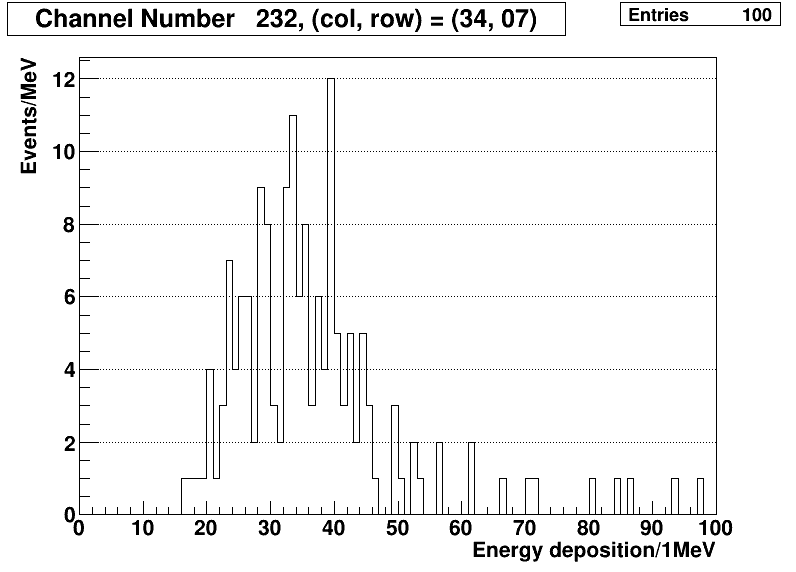 Channel Number 232, (col, row) = (34, 07)
Entries 100
Events/MeV
12
10
8
6
4
2
0
0 10 20 30 40 50 60 70 80 90 100
Energy deposition/1MeV